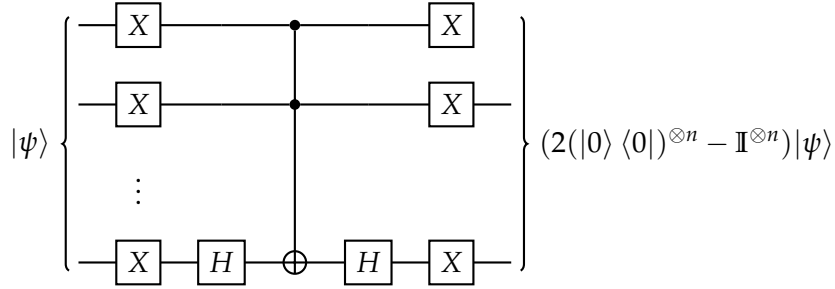 X X
X X
|ψ⟩ (2(|0⟩ ⟨0|)^{⊗n} − 𝕀^{⊗n})|ψ⟩
⋮
X H H X